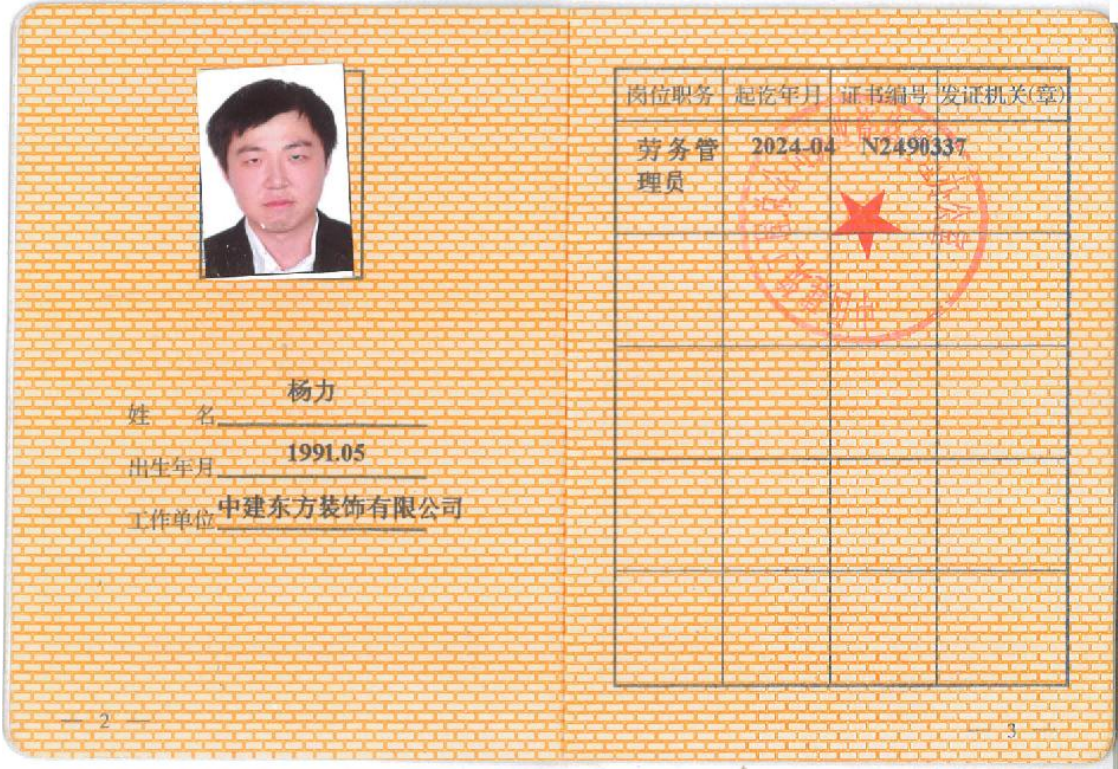 姓 名 杨力
出生年月 1991.05
工作单位 中建东方装饰有限公司
— 2 —
岗位职务 起讫年月 证书编号 发证机关(章)
劳务管 2024-04 N2490337
理员
— 3 —